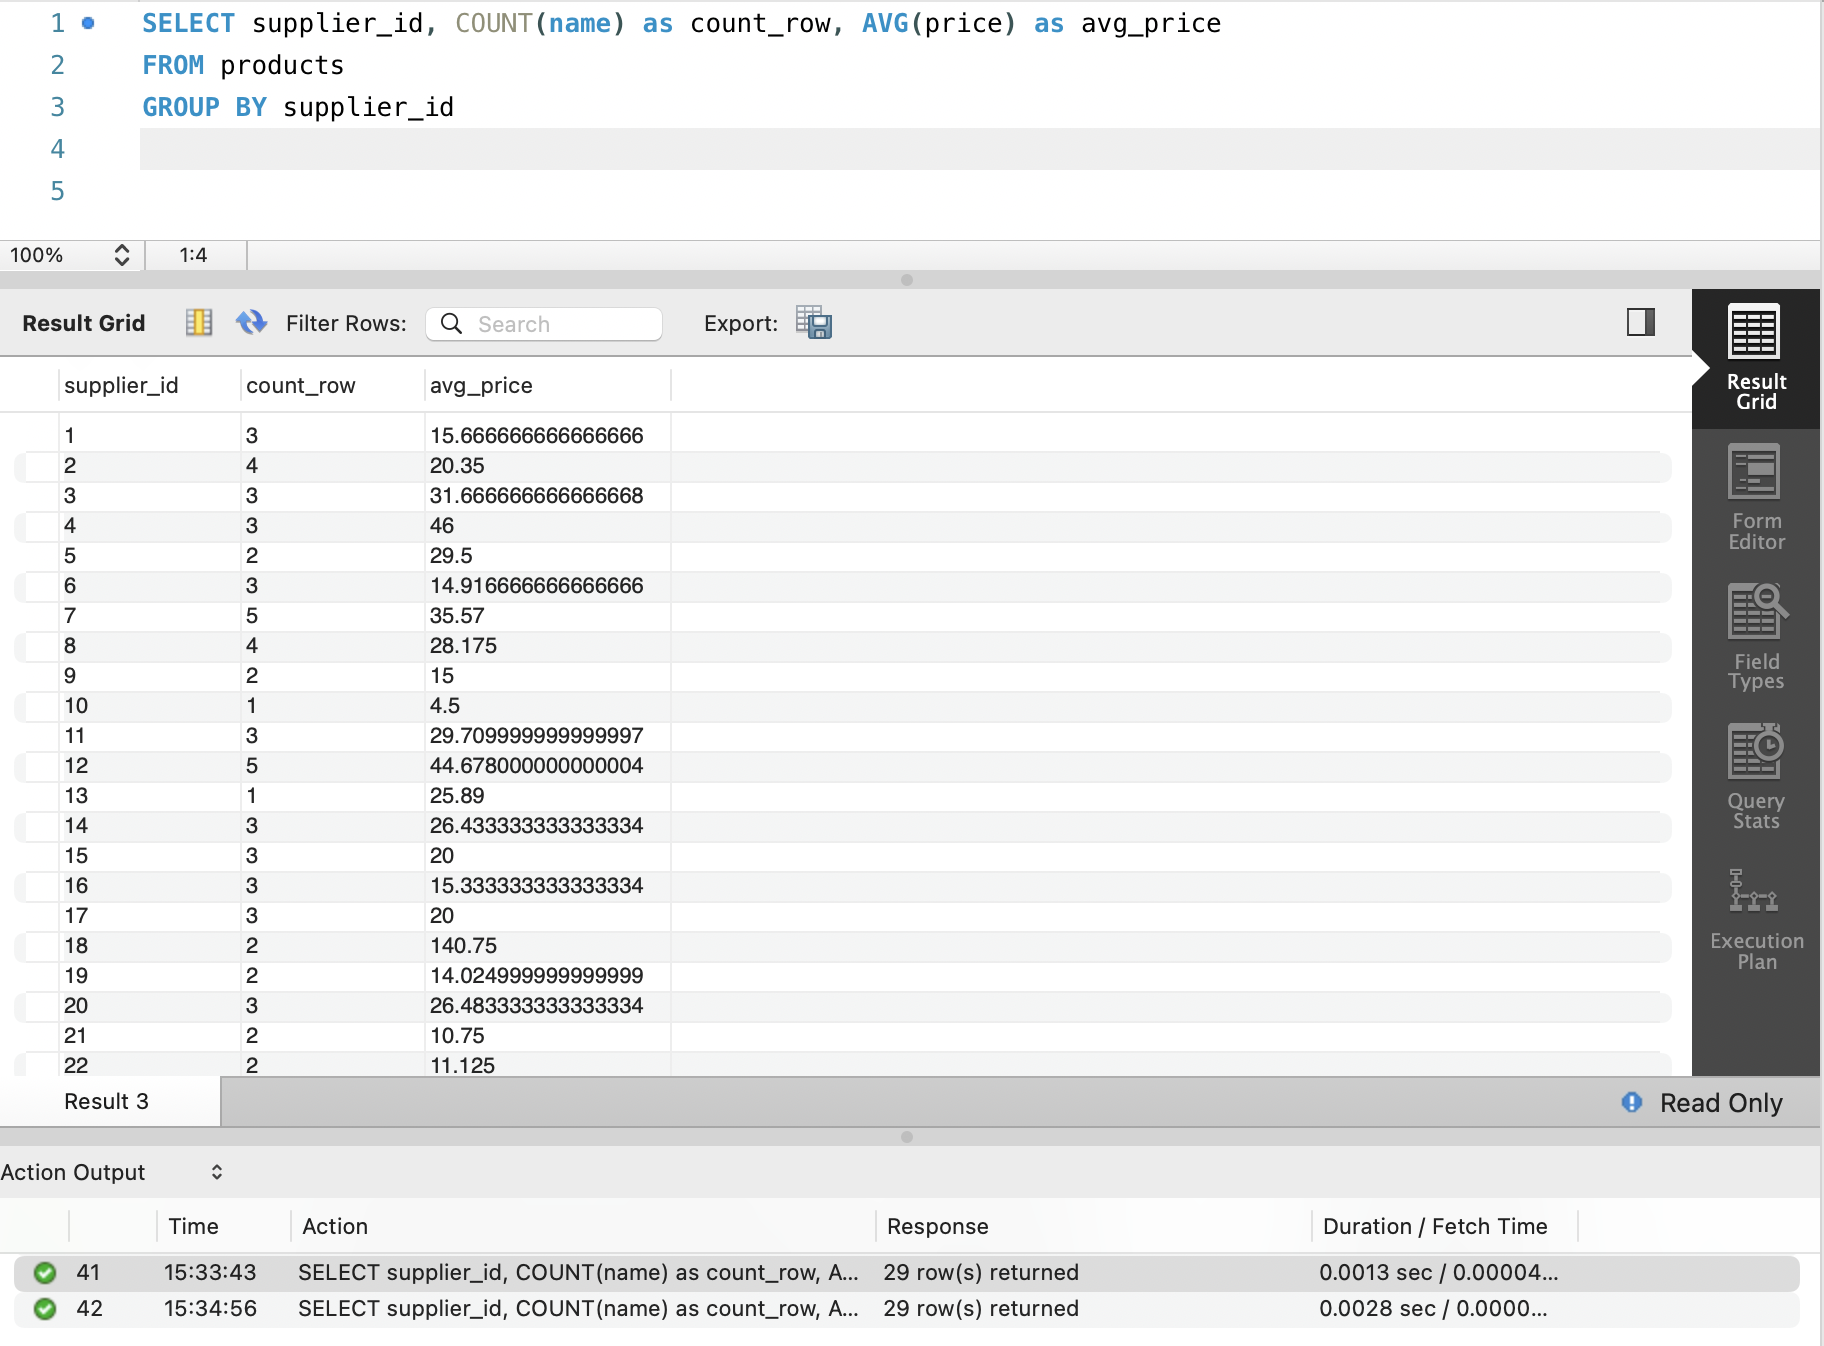 1 SELECT supplier_id, COUNT(name) as count_row, AVG(price) as avg_price
2 FROM products
3 GROUP BY supplier_id
4
5
100% 1:4
Result Grid Filter Rows: Search Export:
supplier_id count_row avg_price
1 3 15.666666666666666
2 4 20.35
3 3 31.666666666666668
4 3 46
5 2 29.5
6 3 14.916666666666666
7 5 35.57
8 4 28.175
9 2 15
10 1 4.5
11 3 29.709999999999997
12 5 44.678000000000004
13 1 25.89
14 3 26.433333333333334
15 3 20
16 3 15.333333333333334
17 3 20
18 2 140.75
19 2 14.024999999999999
20 3 26.483333333333334
21 2 10.75
22 2 11.125
Result
Grid
Form
Editor
Field
Types
Query
Stats
Execution
Plan
Result 3 Read Only
Action Output
Time Action Response Duration / Fetch Time
41 15:33:43 SELECT supplier_id, COUNT(name) as count_row, A... 29 row(s) returned 0.0013 sec / 0.00004...
42 15:34:56 SELECT supplier_id, COUNT(name) as count_row, A... 29 row(s) returned 0.0028 sec / 0.0000...